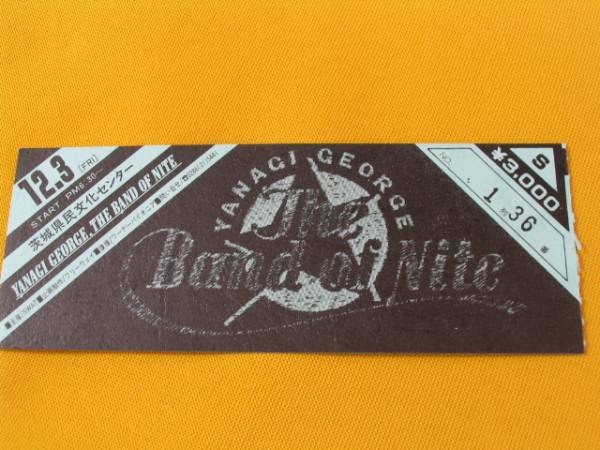 12.3 [FRI]
START PM6:30〜
茨城県民文化センター
YANAGI GEORGE, THE BAND OF NITE
YANAGI GEORGE
The
Band of Nite
S
¥3,000
NO.
1
36